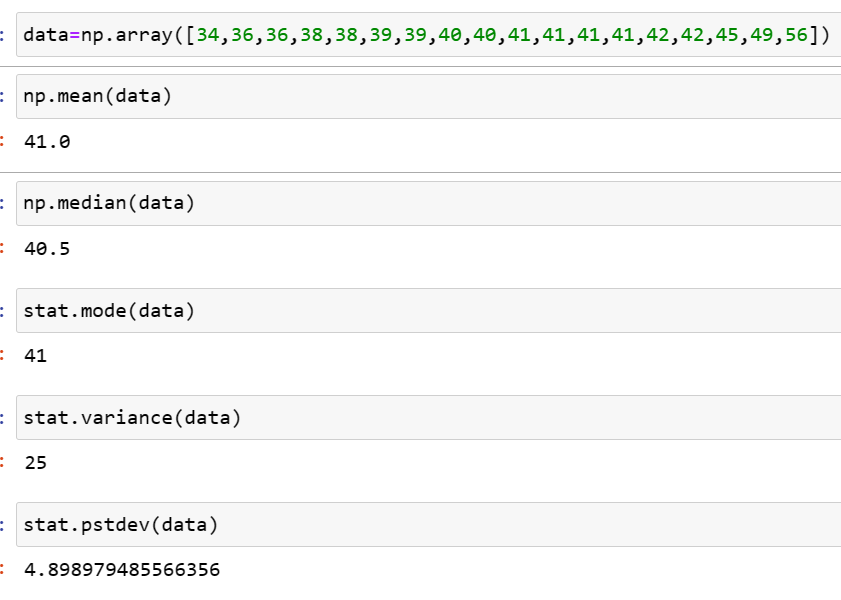 : data=np.array([34,36,36,38,38,39,39,40,40,41,41,41,41,42,42,45,49,56])
: np.mean(data)
: 41.0
: np.median(data)
: 40.5
: stat.mode(data)
: 41
: stat.variance(data)
: 25
: stat.pstdev(data)
: 4.898979485566356